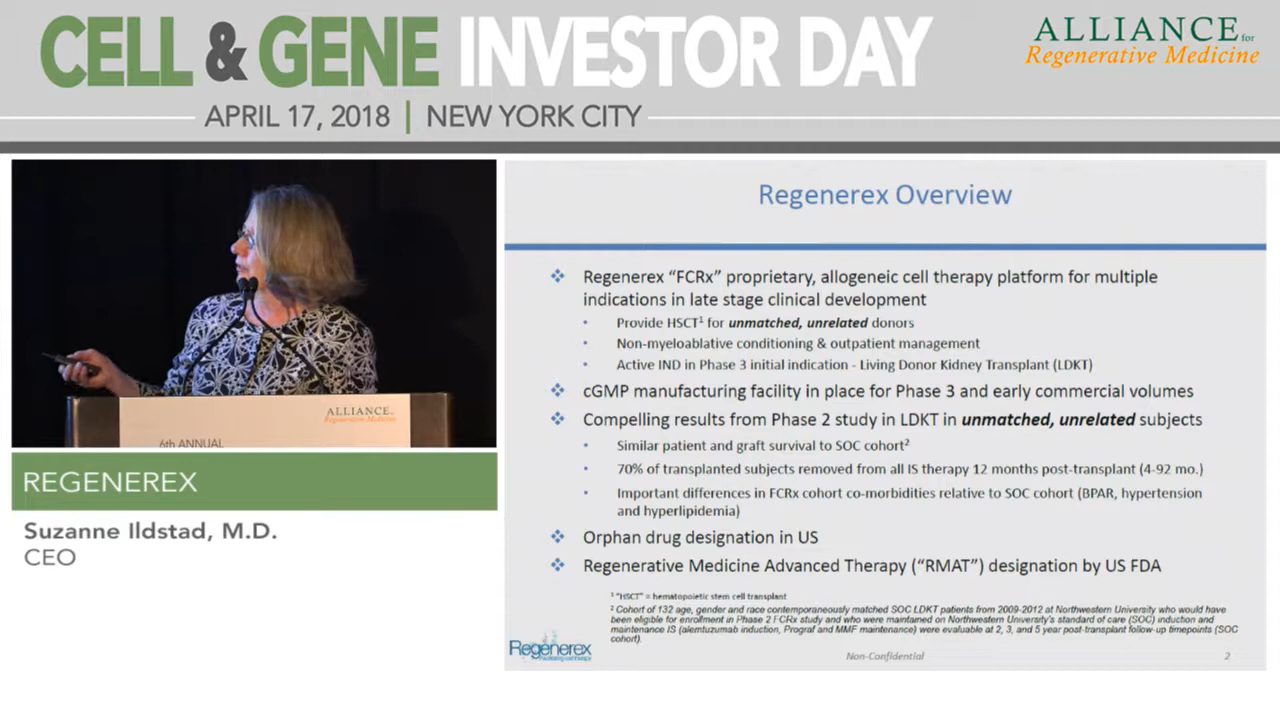 CELL & GENE INVESTOR DAY
APRIL 17, 2018 | NEW YORK CITY
ALLIANCE for
Regenerative Medicine
ALLIANCE for
Regenerative Medicine
6th ANNUAL
REGENEREX
Suzanne Ildstad, M.D.
CEO
Regenerex Overview
❖ Regenerex “FCRx” proprietary, allogeneic cell therapy platform for multiple
indications in late stage clinical development
• Provide HSCT¹ for unmatched, unrelated donors
• Non-myeloablative conditioning & outpatient management
• Active IND in Phase 3 initial indication - Living Donor Kidney Transplant (LDKT)
❖ cGMP manufacturing facility in place for Phase 3 and early commercial volumes
❖ Compelling results from Phase 2 study in LDKT in unmatched, unrelated subjects
• Similar patient and graft survival to SOC cohort²
• 70% of transplanted subjects removed from all IS therapy 12 months post-transplant (4-92 mo.)
• Important differences in FCRx cohort co-morbidities relative to SOC cohort (BPAR, hypertension
and hyperlipidemia)
❖ Orphan drug designation in US
❖ Regenerative Medicine Advanced Therapy (“RMAT”) designation by US FDA
¹ “HSCT” = hematopoietic stem cell transplant
² Cohort of 132 age, gender and race contemporaneously matched SOC LDKT patients from 2009-2012 at Northwestern University who would have
been eligible for enrollment in Phase 2 FCRx study and who were maintained on Northwestern University's standard of care (SOC) induction and
maintenance IS (alemtuzumab induction, Prograf and MMF maintenance) were evaluable at 2, 3, and 5 year post-transplant follow-up timepoints (SOC
cohort).
Regenerex
Non-Confidential
2